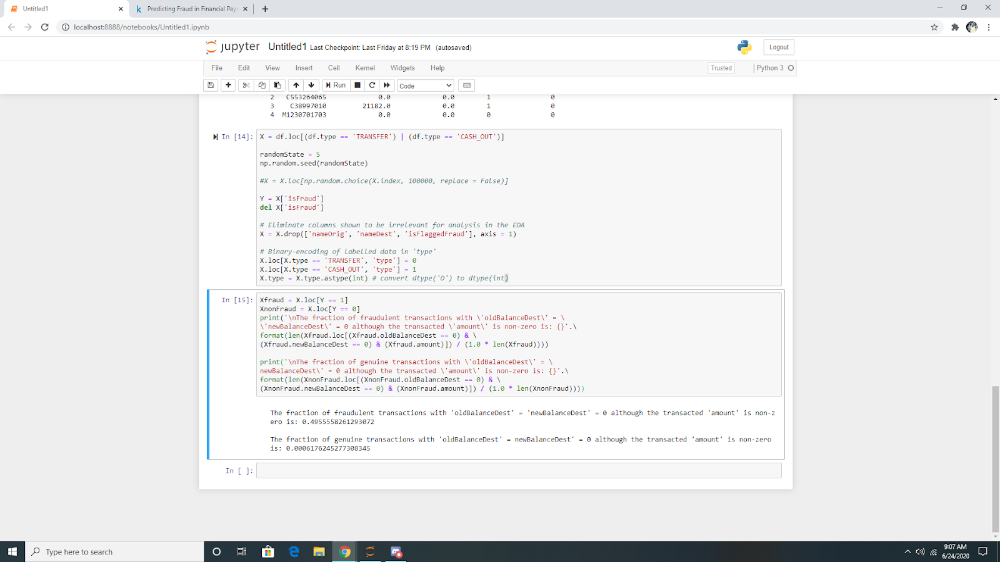 Untitled1
Predicting Fraud in Financial Pay
localhost:8888/notebooks/Untitled1.ipynb
jupyter Untitled1 Last Checkpoint: Last Friday at 8:19 PM (autosaved)
Logout
File Edit View Insert Cell Kernel Widgets Help
Trusted
Python 3
Run
Code
2 C553264065 0.0 0.0 1 0
3 C38997010 21182.0 0.0 1 0
4 M1230701703 0.0 0.0 0 0
In [14]: X = df.loc[(df.type == 'TRANSFER') | (df.type == 'CASH_OUT')]
randomState = 5
np.random.seed(randomState)
#X = X.loc[np.random.choice(X.index, 100000, replace = False)]
Y = X['isFraud']
del X['isFraud']
# Eliminate columns shown to be irrelevant for analysis in the EDA
X = X.drop(['nameOrig', 'nameDest', 'isFlaggedFraud'], axis = 1)
# Binary-encoding of labelled data in 'type'
X.loc[X.type == 'TRANSFER', 'type'] = 0
X.loc[X.type == 'CASH_OUT', 'type'] = 1
X.type = X.type.astype(int) # convert dtype('O') to dtype(int)
In [15]: Xfraud = X.loc[Y == 1]
XnonFraud = X.loc[Y == 0]
print('\nThe fraction of fraudulent transactions with \'oldBalanceDest\' = \
\'newBalanceDest\' = 0 although the transacted \'amount\' is non-zero is: {}'.\
format(len(Xfraud.loc[(Xfraud.oldBalanceDest == 0) & \
(Xfraud.newBalanceDest == 0) & (Xfraud.amount)]) / (1.0 * len(Xfraud))))
print('\nThe fraction of genuine transactions with \'oldBalanceDest\' = \
newBalanceDest\' = 0 although the transacted \'amount\' is non-zero is: {}'.\
format(len(XnonFraud.loc[(XnonFraud.oldBalanceDest == 0) & \
(XnonFraud.newBalanceDest == 0) & (XnonFraud.amount)]) / (1.0 * len(XnonFraud))))
The fraction of fraudulent transactions with 'oldBalanceDest' = 'newBalanceDest' = 0 although the transacted 'amount' is non-z
ero is: 0.4955558261293072
The fraction of genuine transactions with 'oldBalanceDest' = newBalanceDest' = 0 although the transacted 'amount' is non-zero
is: 0.0006176245277308345
In [ ]:
Type here to search
9:07 AM
6/24/2020